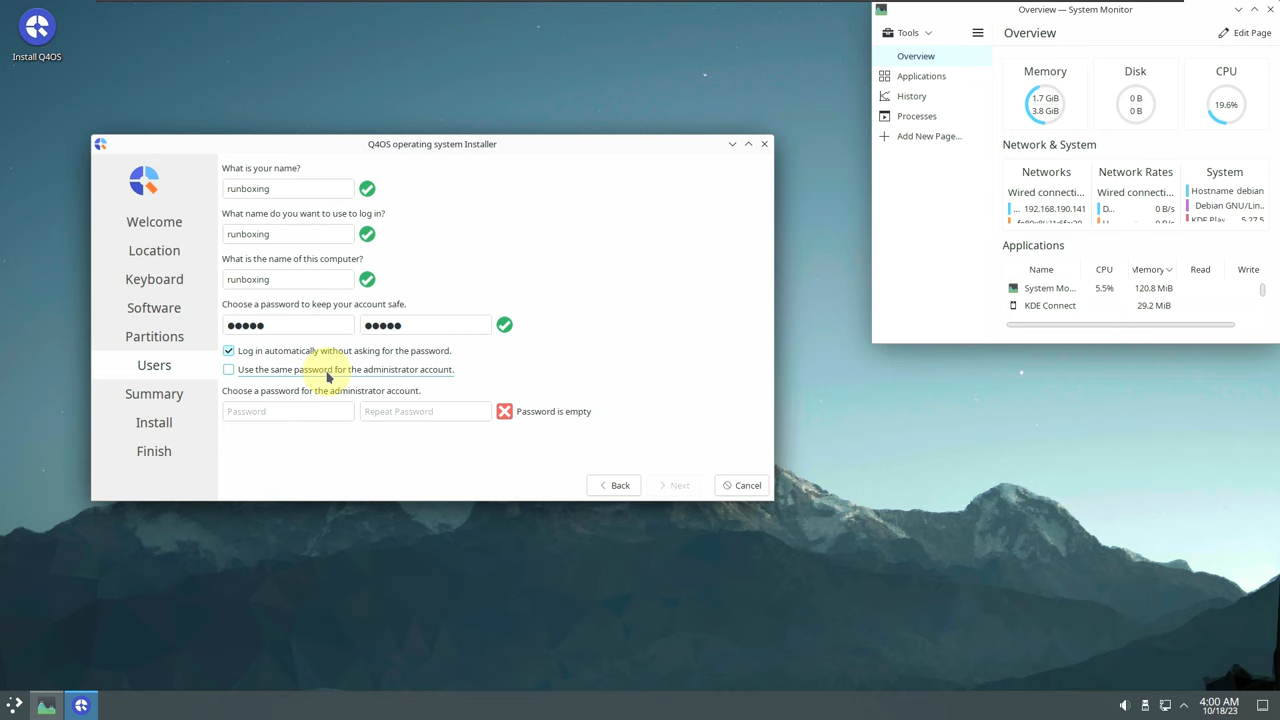 Install Q4OS
Q4OS operating system Installer
Welcome
Location
Keyboard
Software
Partitions
Users
Summary
Install
Finish
What is your name?
runboxing
What name do you want to use to log in?
runboxing
What is the name of this computer?
runboxing
Choose a password to keep your account safe.
●●●●● ●●●●●
Log in automatically without asking for the password.
Use the same password for the administrator account.
Choose a password for the administrator account.
Password Repeat Password Password is empty
Back Next Cancel
Overview — System Monitor
Tools
Overview
Applications
History
Processes
Add New Page...
Overview Edit Page
Memory Disk CPU
1.7 GiB 0 B 19.6%
3.8 GiB 0 B
Network & System
Networks Network Rates System
Wired connecti... Wired connecti... Hostname debian
... 192.168.190.141 D... 0 B/s Debian GNU/Lin..
0 B/s 5.27.5
Applications
Name CPU Memory Read Write
System Mo... 5.5% 120.8 MiB
KDE Connect 29.2 MiB
4:00 AM
10/18/23